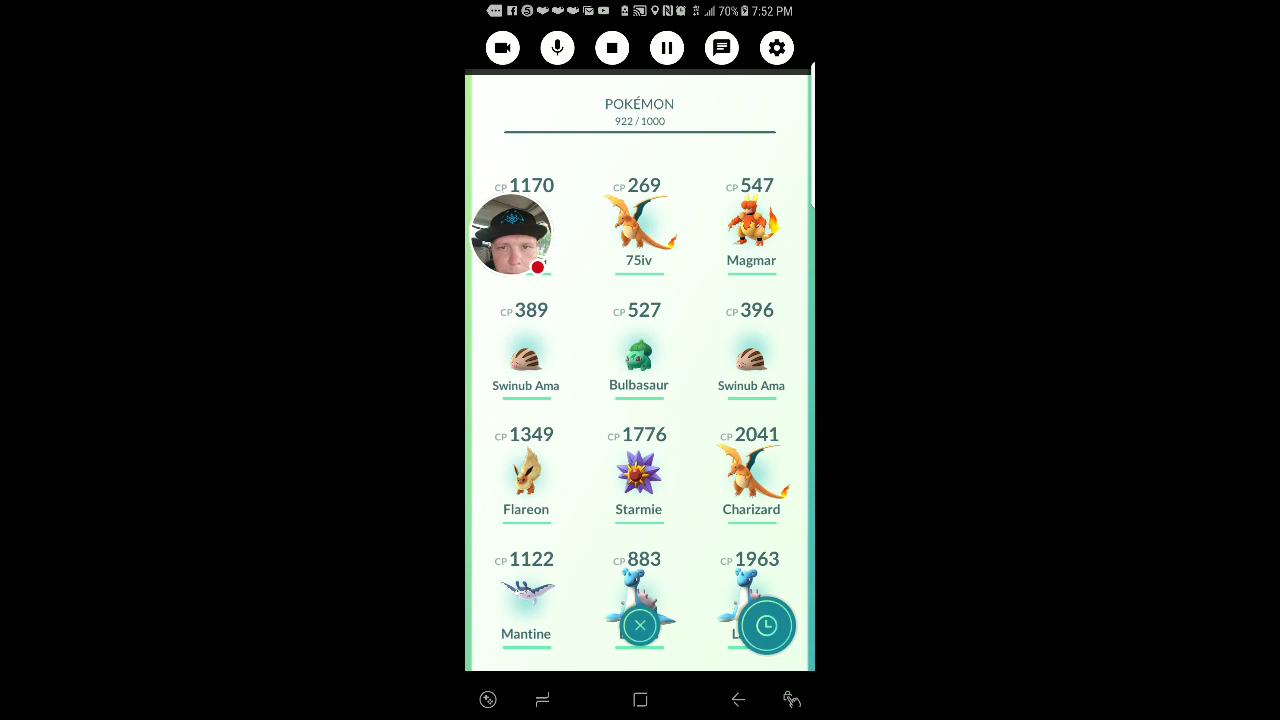 70% 7:52 PM
POKÉMON
922 / 1000
CP 1170
CP 269
CP 547
75iv
Magmar
CP 389
CP 527
CP 396
Swinub Ama
Bulbasaur
Swinub Ama
CP 1349
CP 1776
CP 2041
Flareon
Starmie
Charizard
CP 1122
CP 883
CP 1963
Mantine